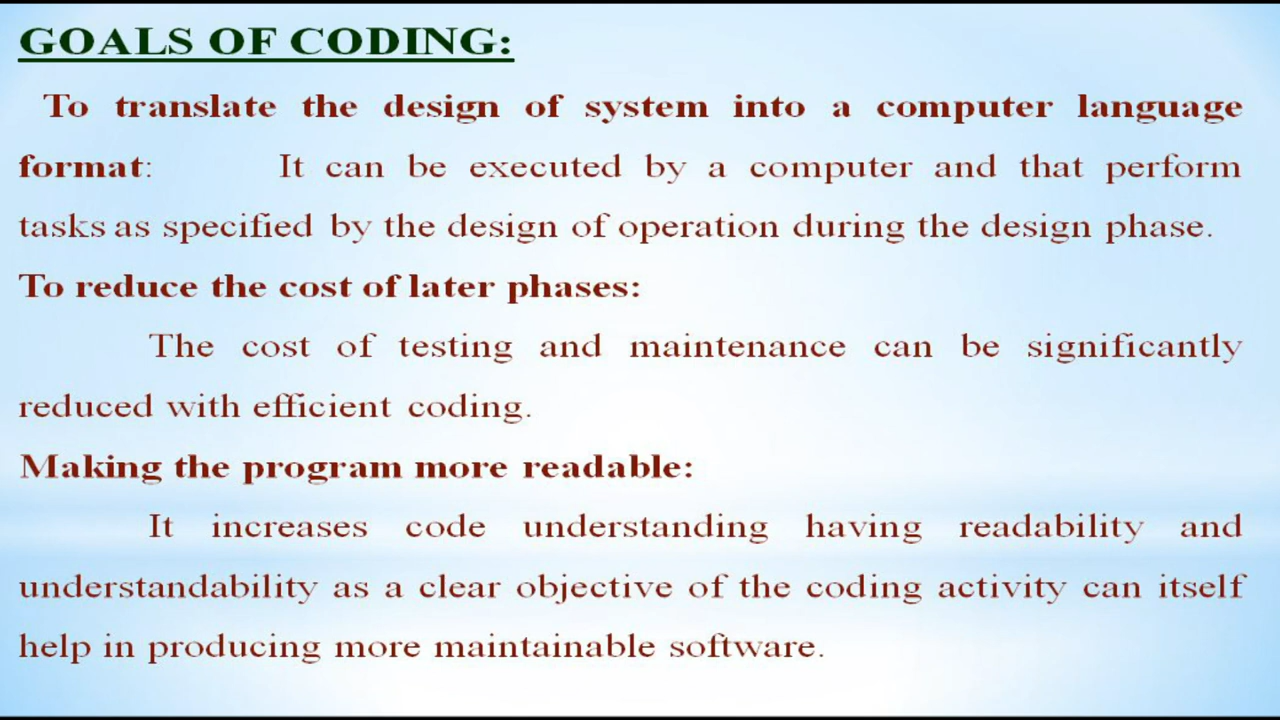 GOALS OF CODING:
To translate the design of system into a computer language
format: It can be executed by a computer and that perform
tasks as specified by the design of operation during the design phase.
To reduce the cost of later phases:
The cost of testing and maintenance can be significantly
reduced with efficient coding.
Making the program more readable:
It increases code understanding having readability and
understandability as a clear objective of the coding activity can itself
help in producing more maintainable software.